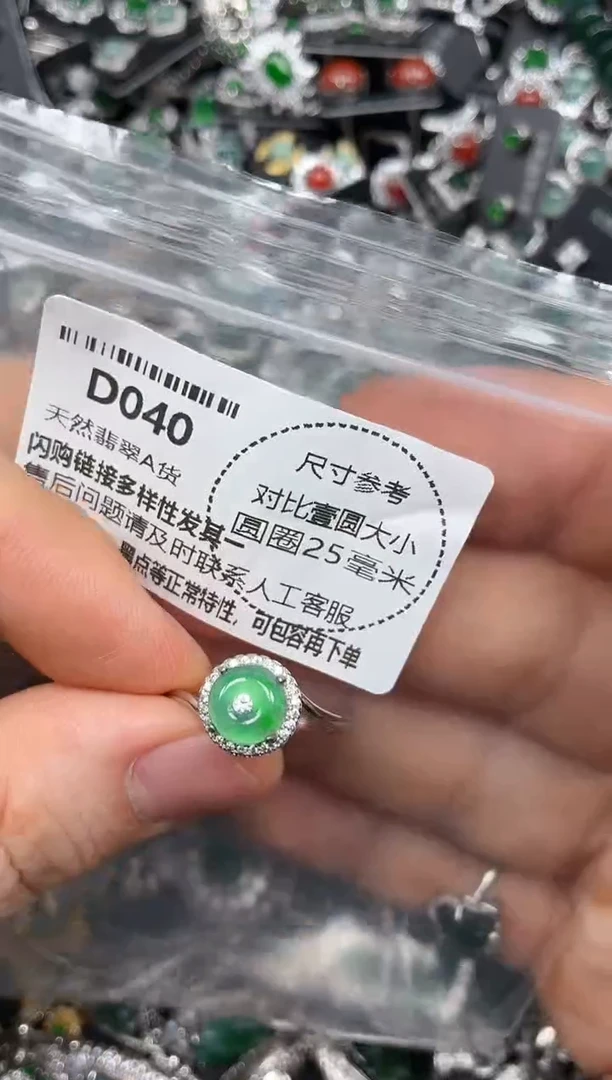 D040
天然翡翠A货
闪购链接多样性发其一
售后问题请及时联系人工客服
黑点等正常特性，可包容再下单
尺寸参考
对比壹圆大小
圆圈25毫米